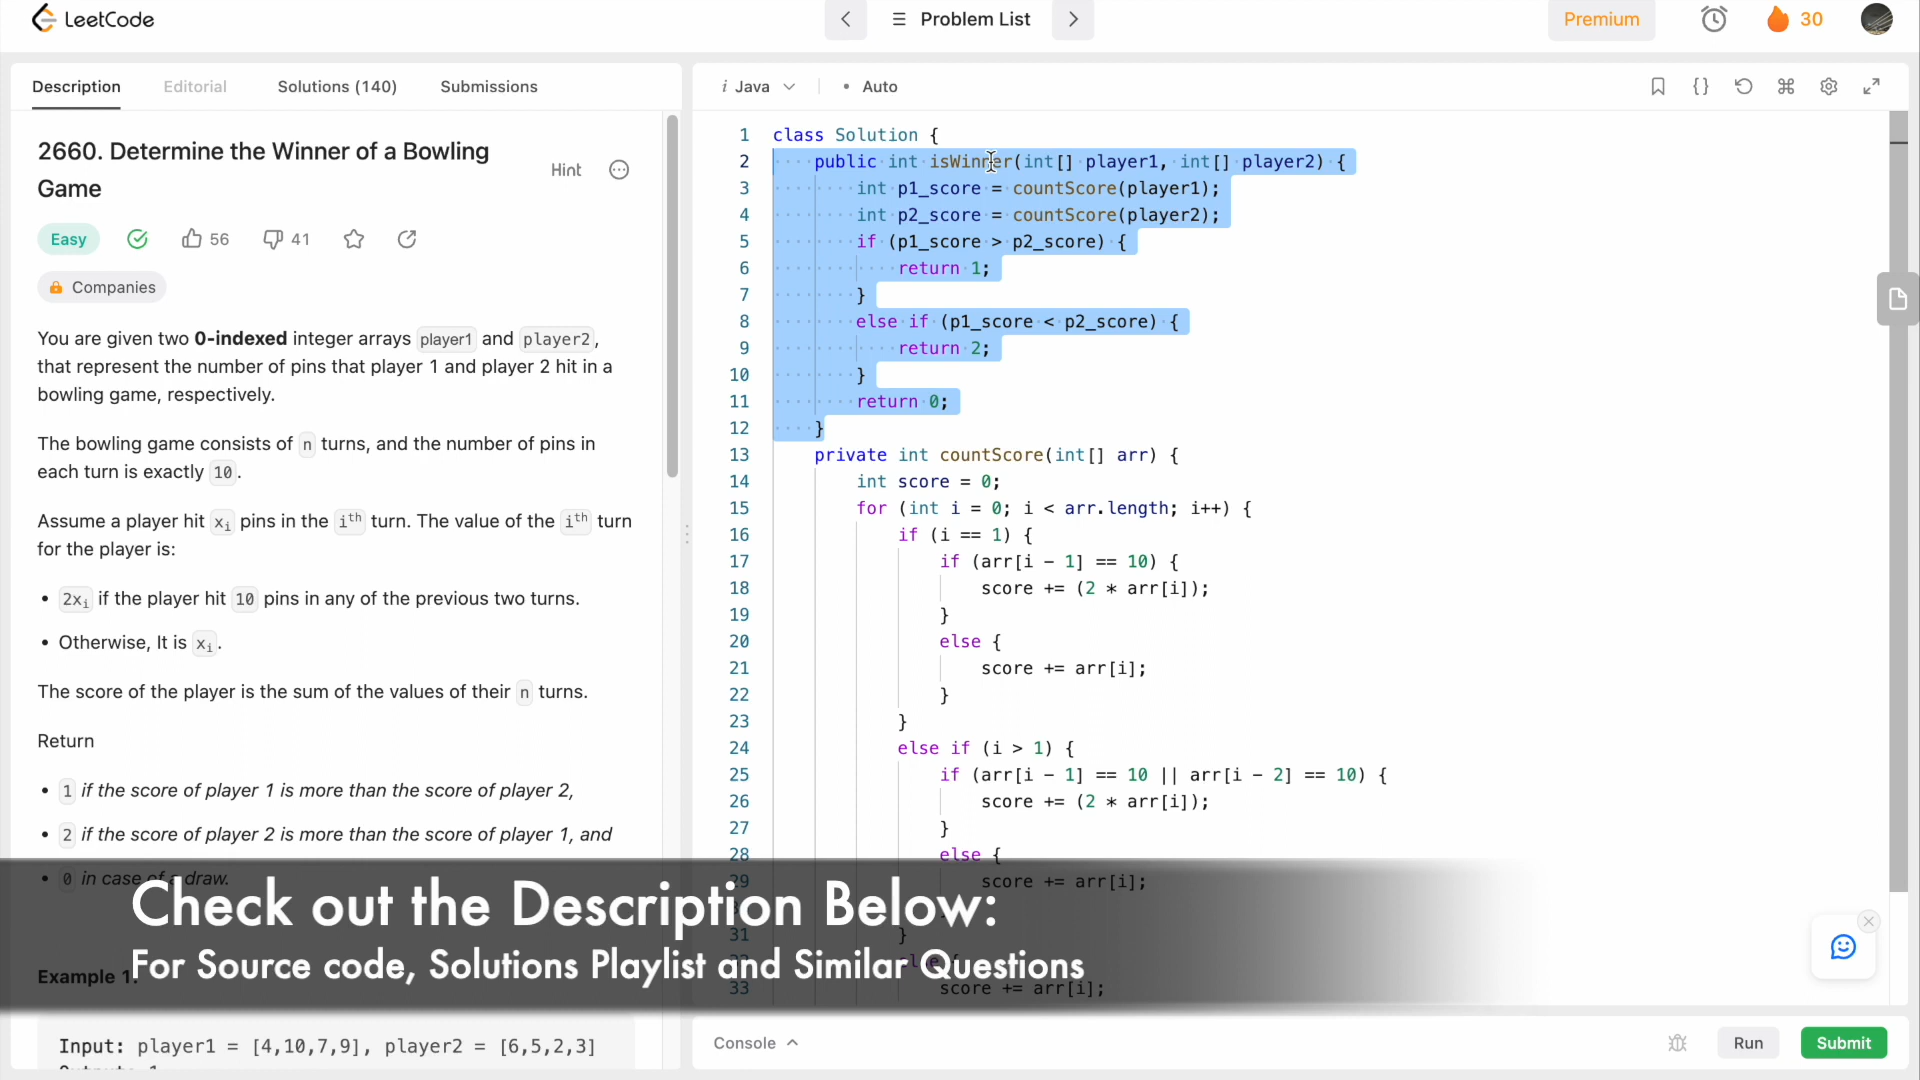 LeetCode
Problem List
Premium
30
Description
Editorial
Solutions (140)
Submissions
i Java
• Auto
2660. Determine the Winner of a Bowling
Game
Hint
Easy
56
41
Companies
You are given two 0-indexed integer arrays player1 and player2,
that represent the number of pins that player 1 and player 2 hit in a
bowling game, respectively.
The bowling game consists of n turns, and the number of pins in
each turn is exactly 10.
Assume a player hit xi pins in the ith turn. The value of the ith turn
for the player is:
• 2xi if the player hit 10 pins in any of the previous two turns.
• Otherwise, It is xi.
The score of the player is the sum of the values of their n turns.
Return
• 1 if the score of player 1 is more than the score of player 2,
• 2 if the score of player 2 is more than the score of player 1, and
• 0 in case of a draw.
Example 1:
Input: player1 = [4,10,7,9], player2 = [6,5,2,3]
1 class Solution {
2 public int isWinner(int[] player1, int[] player2) {
3 int p1_score = countScore(player1);
4 int p2_score = countScore(player2);
5 if (p1_score > p2_score) {
6 return 1;
7 }
8 else if (p1_score < p2_score) {
9 return 2;
10 }
11 return 0;
12 }
13 private int countScore(int[] arr) {
14 int score = 0;
15 for (int i = 0; i < arr.length; i++) {
16 if (i == 1) {
17 if (arr[i - 1] == 10) {
18 score += (2 * arr[i]);
19 }
20 else {
21 score += arr[i];
22 }
23 }
24 else if (i > 1) {
25 if (arr[i - 1] == 10 || arr[i - 2] == 10) {
26 score += (2 * arr[i]);
27 }
28 else {
29 score += arr[i];
31 }
33 score += arr[i];
Check out the Description Below:
For Source code, Solutions Playlist and Similar Questions
Console
Run
Submit